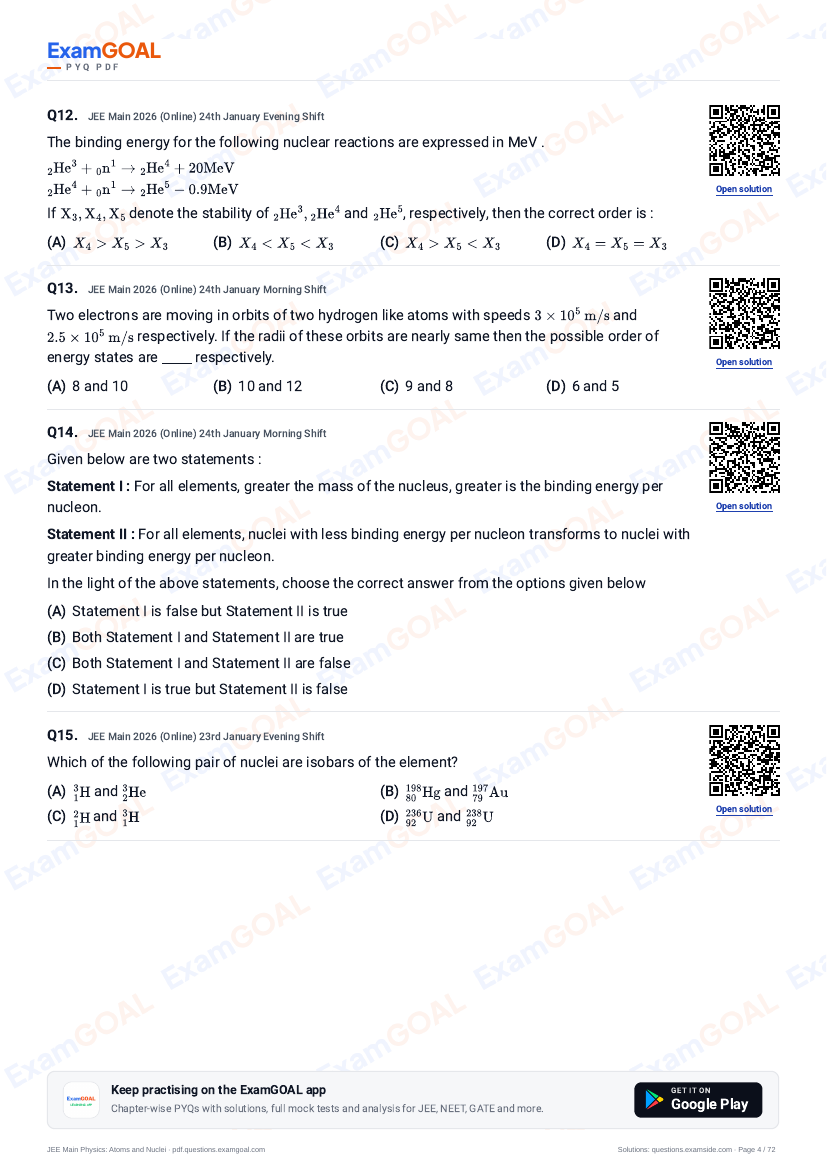 ExamGOAL
PYQ PDF
Q12. JEE Main 2026 (Online) 24th January Evening Shift
The binding energy for the following nuclear reactions are expressed in MeV .
₂He³ + ₀n¹ → ₂He⁴ + 20MeV
₂He⁴ + ₀n¹ → ₂He⁵ − 0.9MeV
If X₃, X₄, X₅ denote the stability of ₂He³, ₂He⁴ and ₂He⁵, respectively, then the correct order is :
(A) X₄ > X₅ > X₃ (B) X₄ < X₅ < X₃ (C) X₄ > X₅ < X₃ (D) X₄ = X₅ = X₃
Open solution
Q13. JEE Main 2026 (Online) 24th January Morning Shift
Two electrons are moving in orbits of two hydrogen like atoms with speeds 3 × 10⁵ m/s and
2.5 × 10⁵ m/s respectively. If the radii of these orbits are nearly same then the possible order of
energy states are ____ respectively.
(A) 8 and 10 (B) 10 and 12 (C) 9 and 8 (D) 6 and 5
Open solution
Q14. JEE Main 2026 (Online) 24th January Morning Shift
Given below are two statements :
Statement I : For all elements, greater the mass of the nucleus, greater is the binding energy per
nucleon.
Statement II : For all elements, nuclei with less binding energy per nucleon transforms to nuclei with
greater binding energy per nucleon.
In the light of the above statements, choose the correct answer from the options given below
(A) Statement I is false but Statement II is true
(B) Both Statement I and Statement II are true
(C) Both Statement I and Statement II are false
(D) Statement I is true but Statement II is false
Open solution
Q15. JEE Main 2026 (Online) 23rd January Evening Shift
Which of the following pair of nuclei are isobars of the element?
(A) ³₁H and ³₂He (B) ¹⁹⁸₈₀Hg and ¹⁹⁷₇₉Au
(C) ²₁H and ³₁H (D) ²³⁶₉₂U and ²³⁸₉₂U
Open solution
Keep practising on the ExamGOAL app
Chapter-wise PYQs with solutions, full mock tests and analysis for JEE, NEET, GATE and more.
GET IT ON
Google Play
JEE Main Physics: Atoms and Nuclei · pdf.questions.examgoal.com
Solutions: questions.examside.com · Page 4 / 72